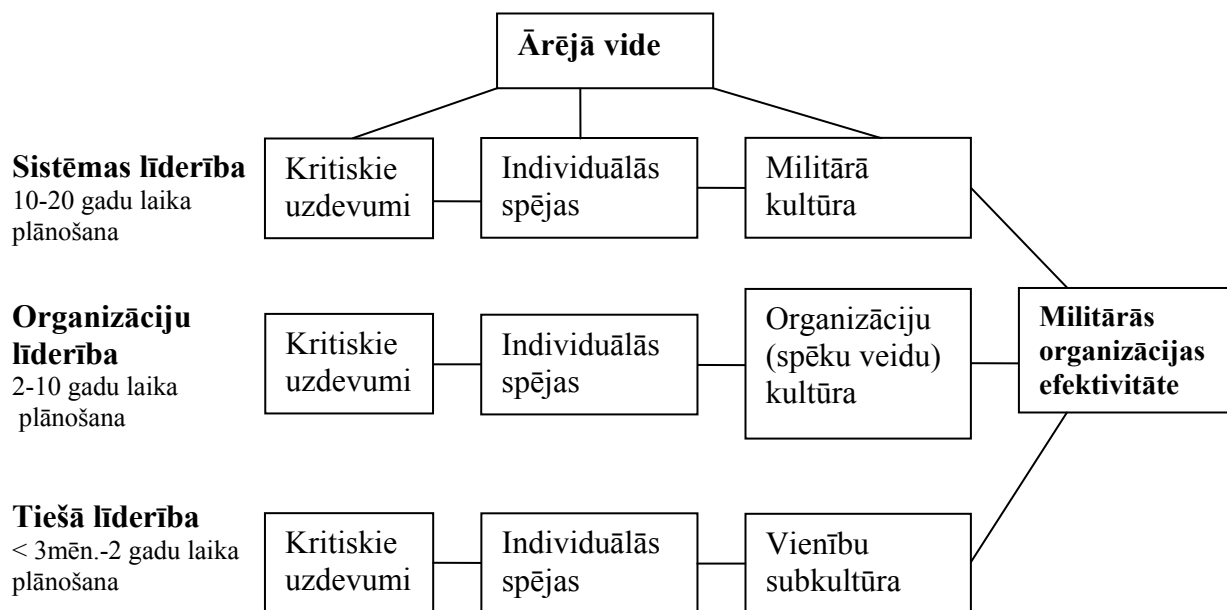 Ārējā vide
Sistēmas līderība
10-20 gadu laika
plānošana
Kritiskie
uzdevumi
Individuālās
spējas
Militārā
kultūra
Organizāciju
līderība
2-10 gadu laika
plānošana
Kritiskie
uzdevumi
Individuālās
spējas
Organizāciju
(spēku veidu)
kultūra
Militārās
organizācijas
efektivitāte
Tiešā līderība
< 3mēn.-2 gadu laika
plānošana
Kritiskie
uzdevumi
Individuālās
spējas
Vienību
subkultūra